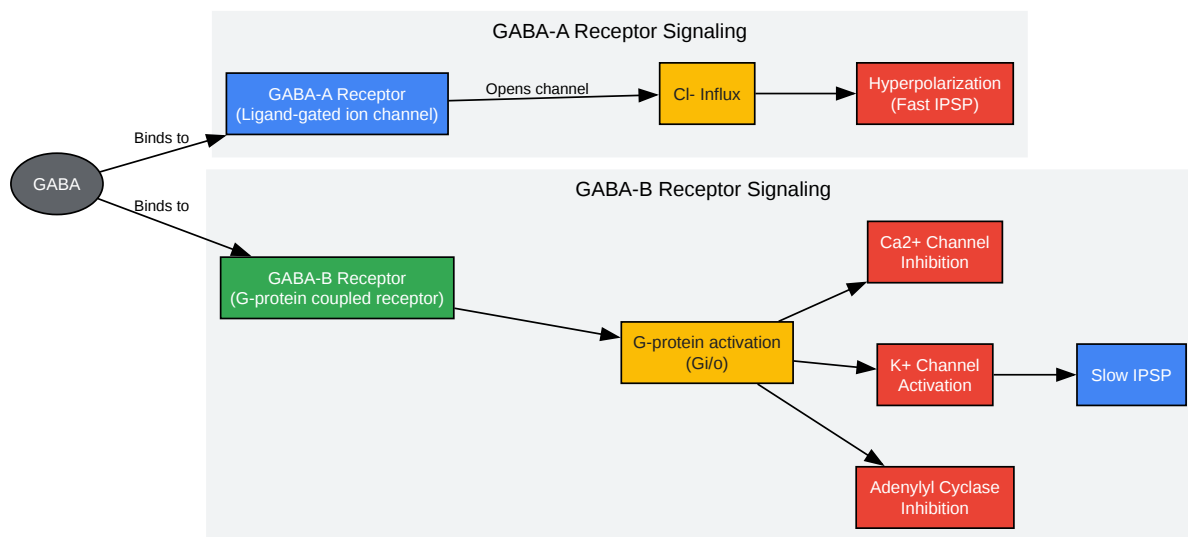 GABA-A Receptor Signaling
GABA-A Receptor
(Ligand-gated ion channel)
Opens channel
Cl- Influx
Hyperpolarization
(Fast IPSP)
Binds to
GABA
Binds to
GABA-B Receptor Signaling
GABA-B Receptor
(G-protein coupled receptor)
G-protein activation
(Gi/o)
Ca2+ Channel
Inhibition
K+ Channel
Activation
Slow IPSP
Adenylyl Cyclase
Inhibition